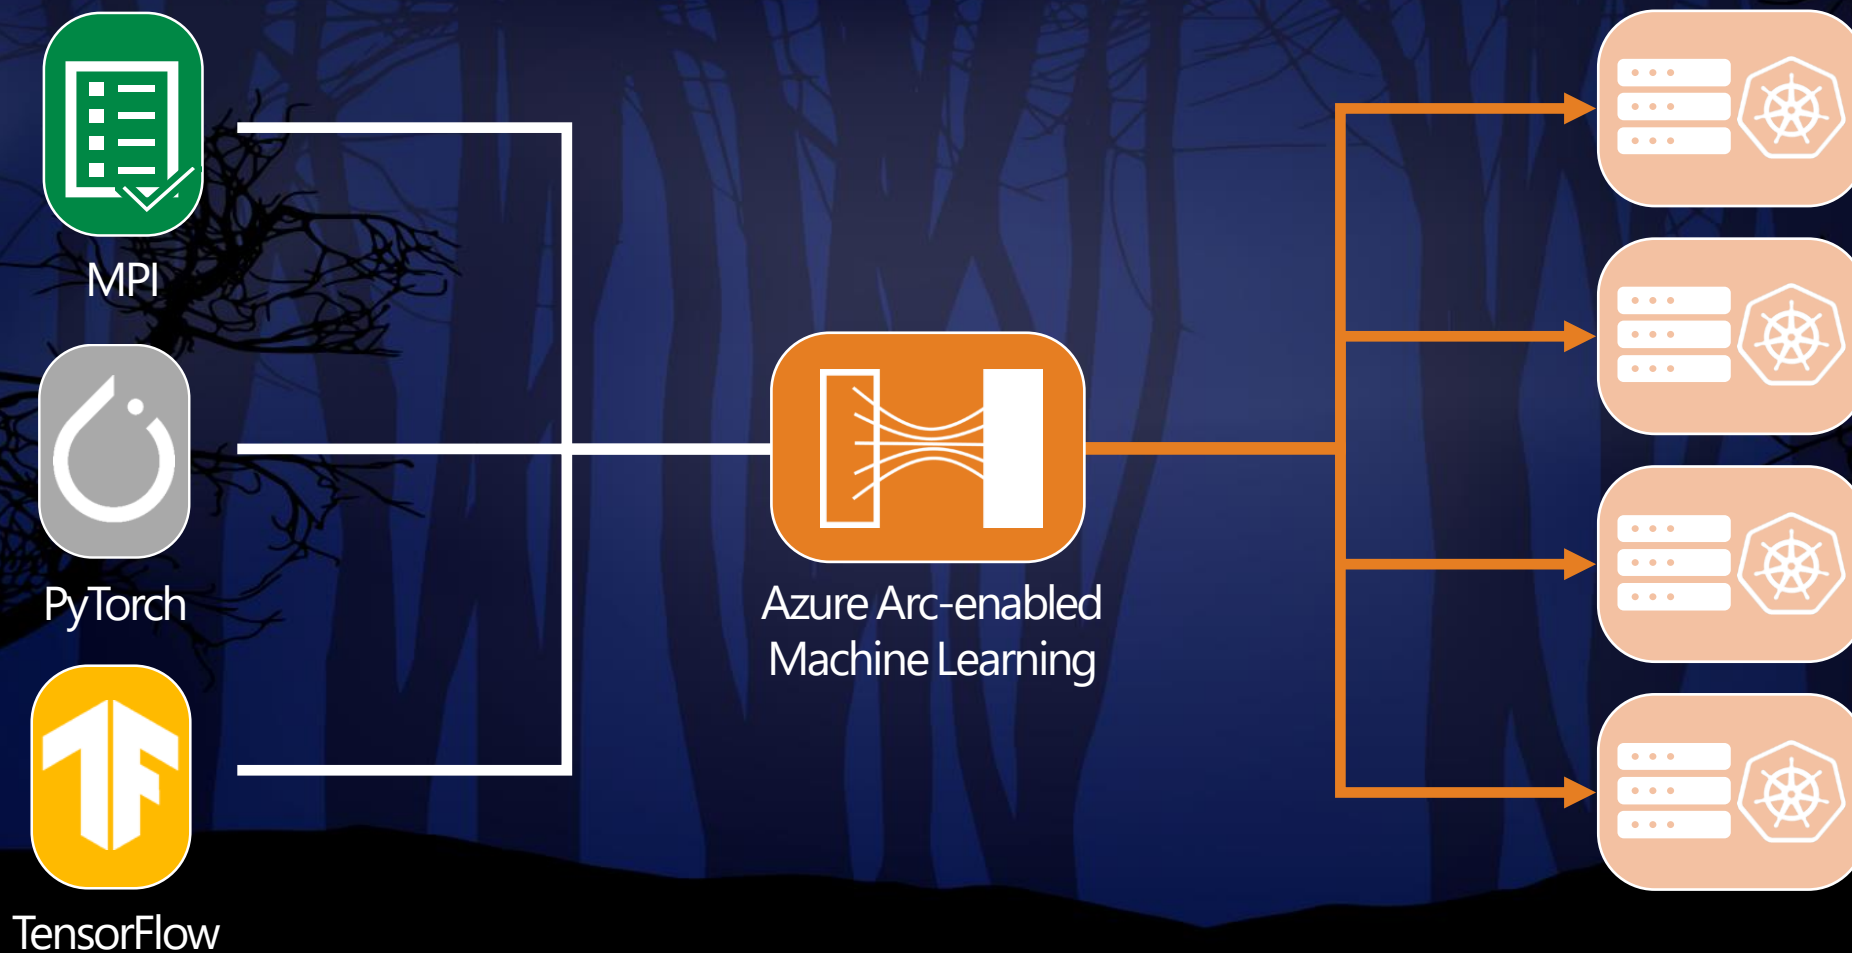 MPI
PyTorch
TensorFlow
Azure Arc-enabled
Machine Learning